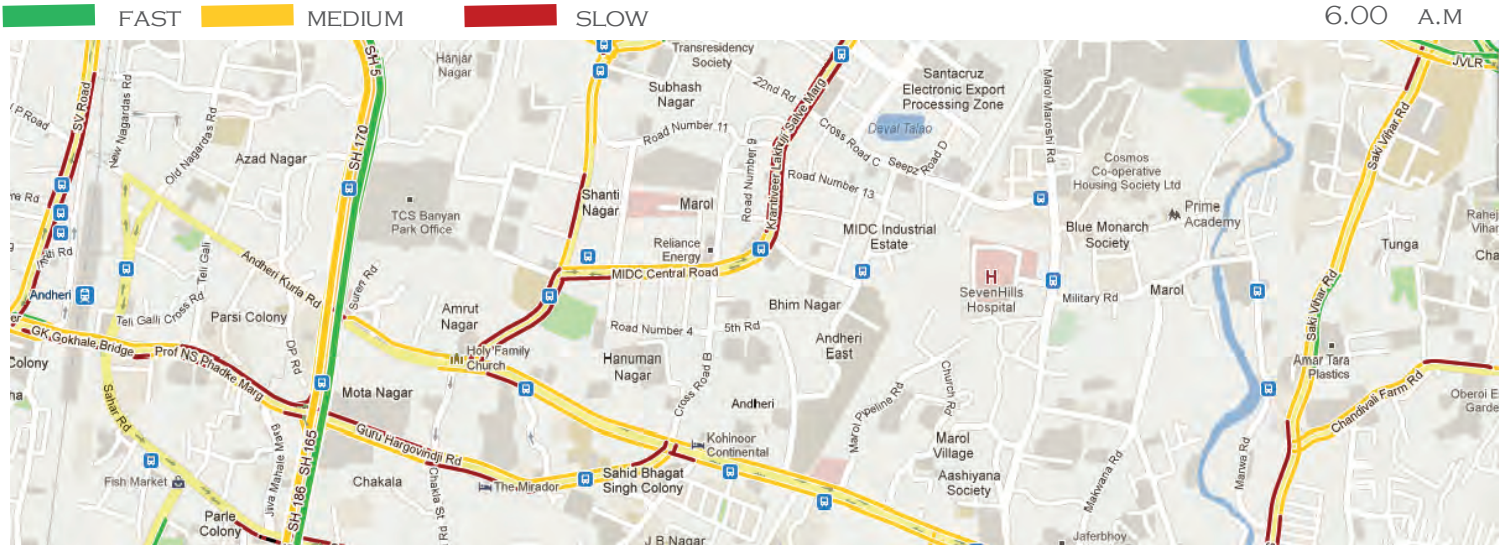 FAST
MEDIUM
SLOW
6.00 A.M
SH 5
Hanjar
Nagar
Transresidency
Society
Subhash
Nagar
22nd Rd
Santacruz
Electronic Export
Processing Zone
Deval Talao
Marol Maroshi Rd
JVLR
J P Road
SV Road
New Nagardas Rd
Old Nagardas Rd
Azad Nagar
SH 170
Road Number 11
Road Number 9
Krantiveer Lakhuji Salve Marg
Cross Road C
Seepz Road D
Saki Vihar Rd
Cosmos
Co-operative
Housing Society Ltd
Road Number 13
TCS Banyan
Park Office
Shanti
Nagar
Marol
Prime
Academy
MIDC Industrial
Estate
Blue Monarch
Society
Tunga
Teli Gali
Andheri Kurla Rd
Reliance
Energy
MIDC Central Road
H
SevenHills
Hospital
Military Rd
Marol
Andheri
Suren Rd
Teli Galli Cross Rd
Parsi Colony
Amrut
Nagar
Bhim Nagar
Saki Vihar Rd
GK Gokhale Bridge
Prof NS Phadke Marg
DP Rd
Holy Family
Church
Road Number 4
5th Rd
Hanuman
Nagar
Andheri
East
Amar Tara
Plastics
Colony
Mota Nagar
Cross Road B
Andheri
Marol Pipeline Rd
Church Rd
Chandivali Farm Rd
Sahar Rd
SH 165
Guru Hargovindji Rd
Kohinoor
Continental
Marol
Village
Jiwa Mahale Marg
Fish Market
Chakala
Chakla St
The Mirador
Sahid Bhagat
Singh Colony
Aashiyana
Society
Makwana Rd
Marwa Rd
SH 186
Parle
Colony
J B Nagar
Jaferbhoy